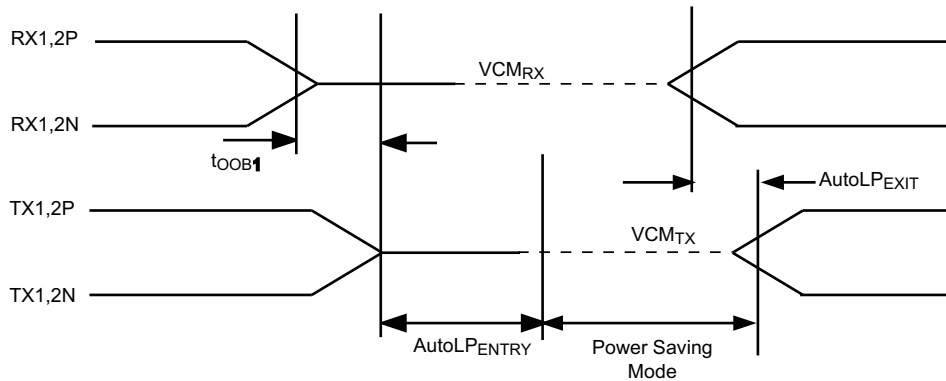 RX1,2P
VCMRX
RX1,2N
tOOB1
AutoLPEXIT
TX1,2P
VCMTX
TX1,2N
AutoLPENTRY
Power Saving
Mode